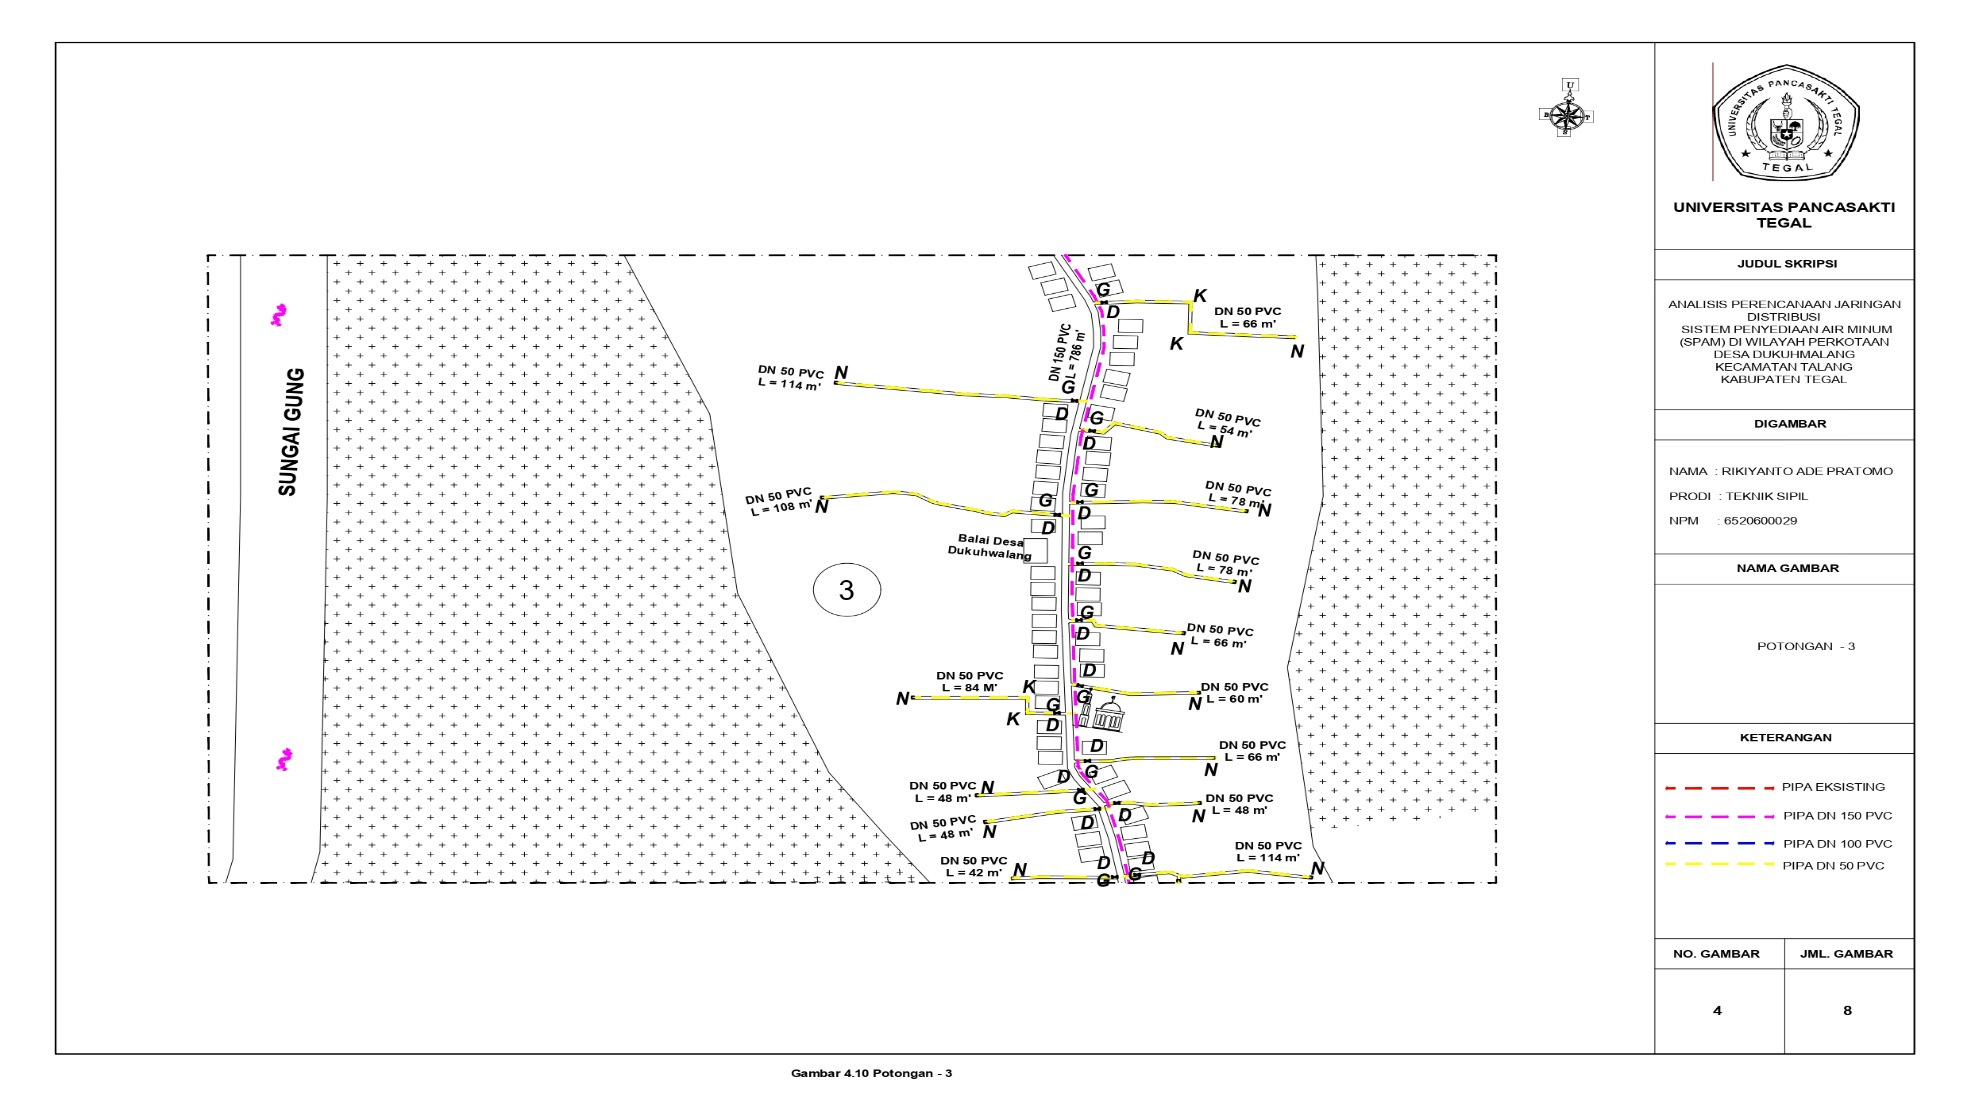 U
B
T
S
UNIVERSITAS PANCASAKTI TEGAL
TEGAL
UNIVERSITAS PANCASAKTI
TEGAL
JUDUL SKRIPSI
ANALISIS PERENCANAAN JARINGAN
DISTRIBUSI
SISTEM PENYEDIAAN AIR MINUM
(SPAM) DI WILAYAH PERKOTAAN
DESA DUKUHMALANG
KECAMATAN TALANG
KABUPATEN TEGAL
DIGAMBAR
NAMA : RIKIYANTO ADE PRATOMO
PRODI : TEKNIK SIPIL
NPM : 6520600029
NAMA GAMBAR
POTONGAN - 3
KETERANGAN
PIPA EKSISTING
PIPA DN 150 PVC
PIPA DN 100 PVC
PIPA DN 50 PVC
NO. GAMBAR
JML. GAMBAR
4
8
SUNGAI GUNG
3
Balai Desa
Dukuhwalang
DN 150 PVC
L = 786 m'
G
D
K
K
DN 50 PVC
L = 66 m'
N
DN 50 PVC
L = 114 m'
N
G
D
G
D
DN 50 PVC
L = 54 m'
N
DN 50 PVC
L = 108 m'
N
G
D
G
D
DN 50 PVC
L = 78 m'
N
G
D
DN 50 PVC
L = 78 m'
N
G
D
DN 50 PVC
L = 66 m'
N
D
G
DN 50 PVC
L = 60 m'
N
DN 50 PVC
L = 84 M'
N
K
K
G
D
D
G
DN 50 PVC
L = 66 m'
N
DN 50 PVC
L = 48 m'
N
D
G
DN 50 PVC
L = 48 m'
N
D
D
DN 50 PVC
L = 48 m'
N
DN 50 PVC
L = 42 m'
N
D
G
D
G
DN 50 PVC
L = 114 m'
N
Gambar 4.10 Potongan - 3